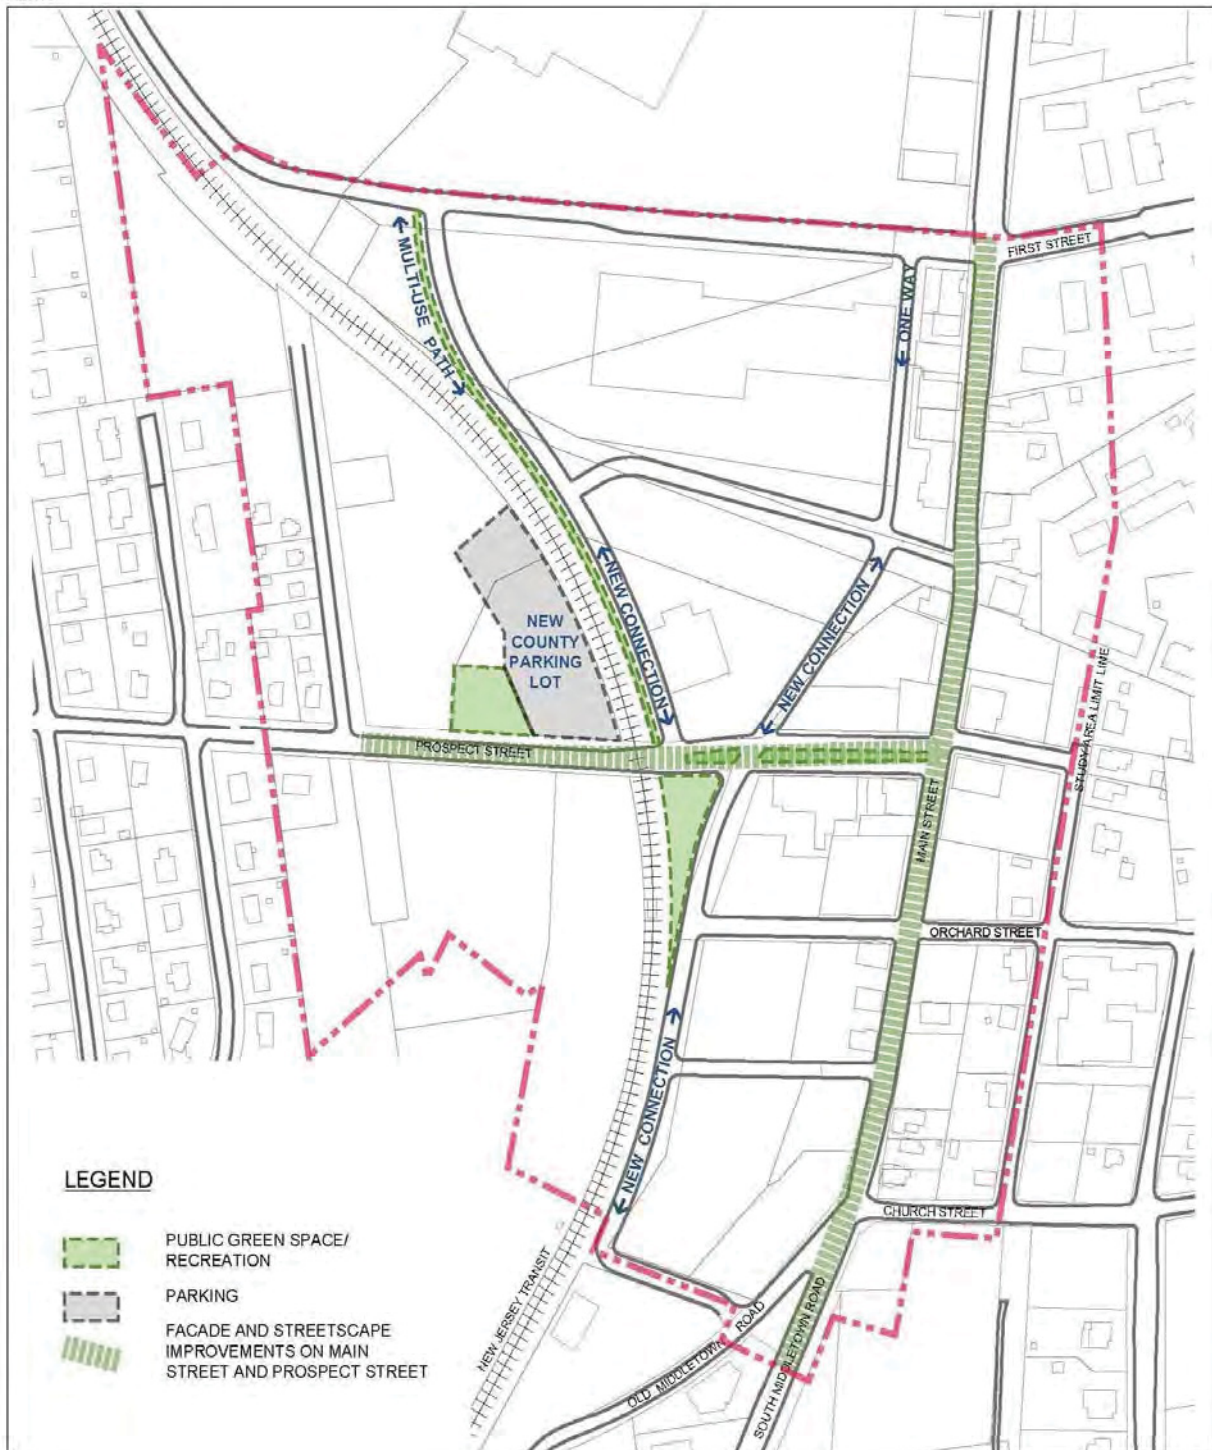 FIRST STREET
MULTI-USE PATH
ONE WAY
NEW CONNECTION
NEW CONNECTION
NEW
COUNTY
PARKING
LOT
STUDY AREA LIMIT LINE
PROSPECT STREET
MAIN STREET
ORCHARD STREET
NEW CONNECTION
CHURCH STREET
NEW JERSEY TRANSIT
OLD MIDDLETOWN ROAD
SOUTH MIDDLETOWN ROAD
LEGEND
PUBLIC GREEN SPACE/
RECREATION
PARKING
FACADE AND STREETSCAPE
IMPROVEMENTS ON MAIN
STREET AND PROSPECT STREET